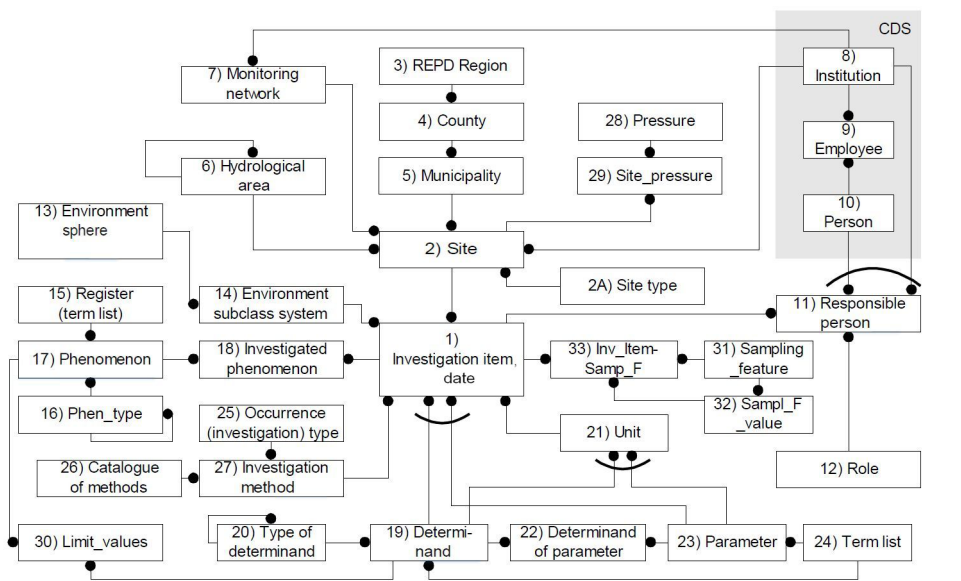 CDS
8)
Institution
7) Monitoring
network
3) REPD Region
4) County
28) Pressure
9)
Employee
6) Hydrological
area
5) Municipality
29) Site_pressure
10)
Person
13) Environment
sphere
2) Site
2A) Site type
15) Register
(term list)
14) Environment
subclass system
11) Responsible
person
1)
Investigation item,
date
17) Phenomenon
18) Investigated
phenomenon
33) Inv_Item-
Samp_F
31) Sampling
_feature
16) Phen_type
25) Occurrence
(investigation) type
32) Sampl_F
_value
21) Unit
26) Catalogue
of methods
27) Investigation
method
12) Role
30) Limit_values
20) Type of
determinand
19) Determi-
nand
22) Determinand
of parameter
23) Parameter
24) Term list